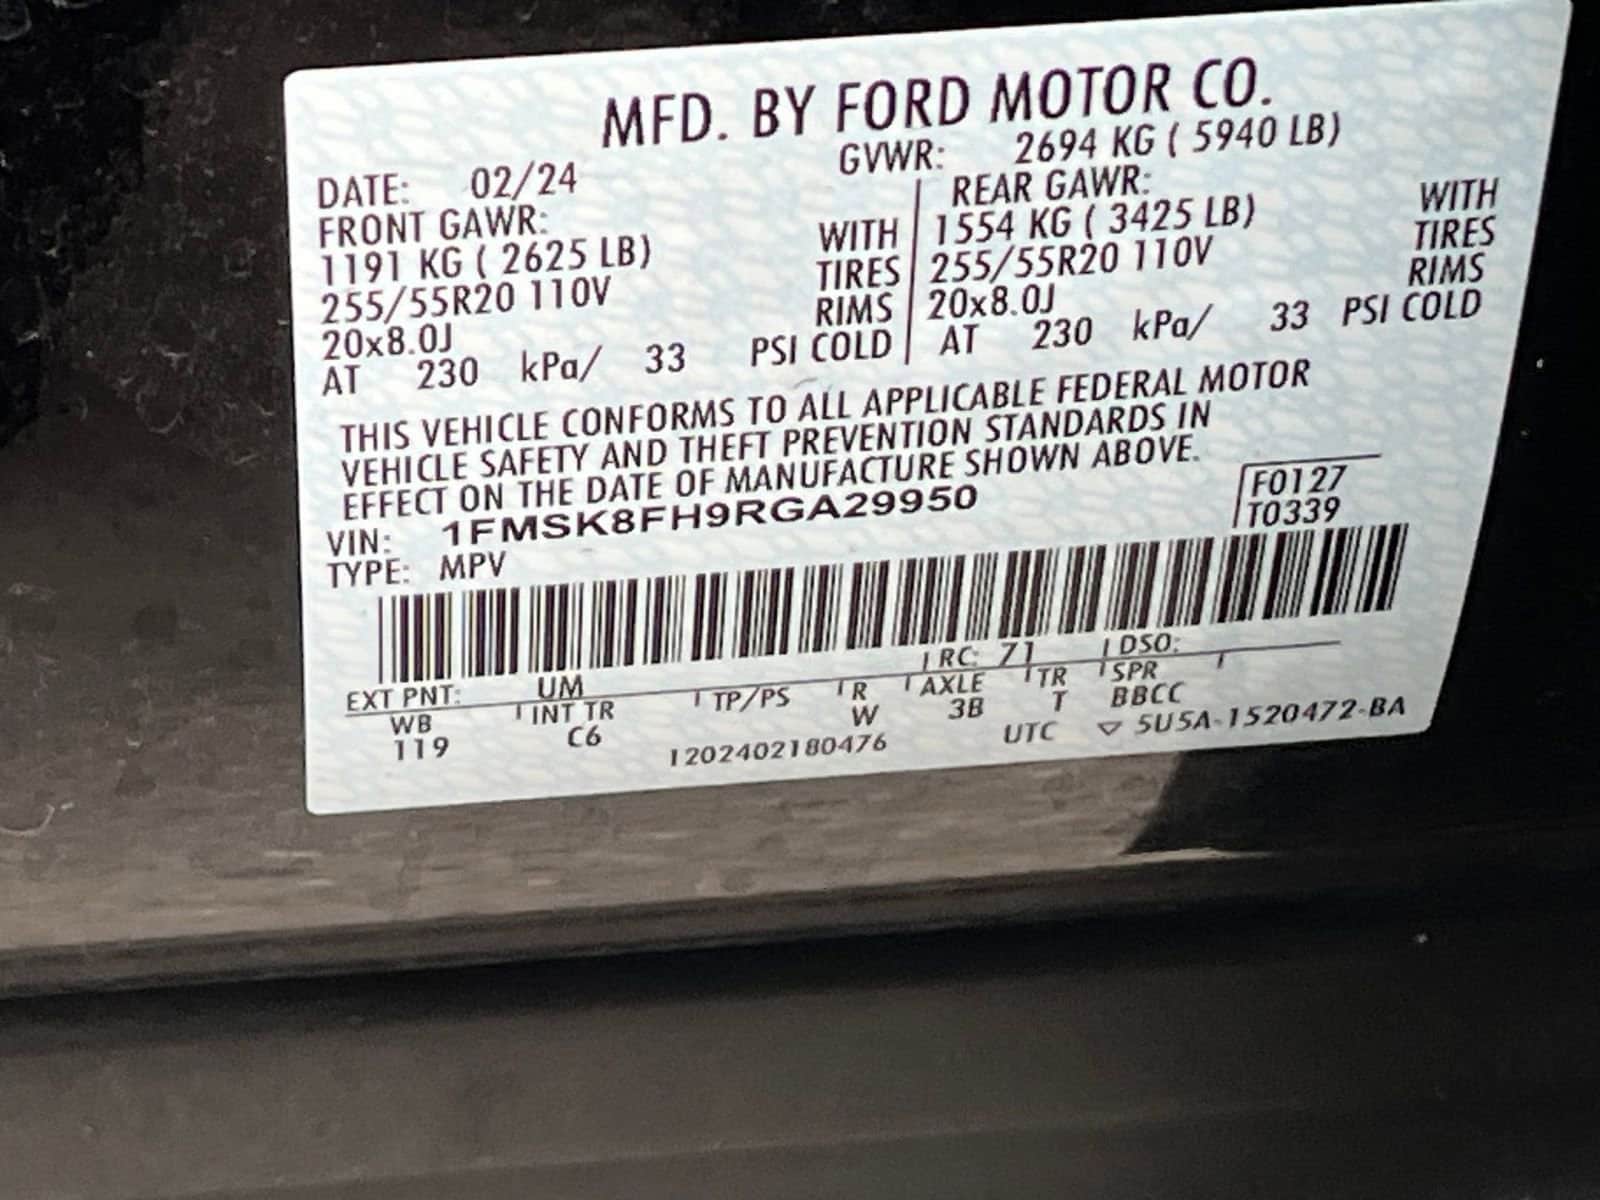 MFD. BY FORD MOTOR CO.
DATE: 02/24 GVWR: 2694 KG ( 5940 LB)
FRONT GAWR: REAR GAWR:
1191 KG ( 2625 LB) WITH 1554 KG ( 3425 LB) WITH
255/55R20 110V TIRES 255/55R20 110V TIRES
20x8.0J RIMS 20x8.0J RIMS
AT 230 kPa/ 33 PSI COLD AT 230 kPa/ 33 PSI COLD
THIS VEHICLE CONFORMS TO ALL APPLICABLE FEDERAL MOTOR
VEHICLE SAFETY AND THEFT PREVENTION STANDARDS IN
EFFECT ON THE DATE OF MANUFACTURE SHOWN ABOVE.
VIN: 1FMSK8FH9RGA29950 F0127
TYPE: MPV T0339
EXT PNT: UM RC: 71 DSO:
WB INT TR TP/PS R AXLE TR SPR
119 C6 W 3B T BBCC
1202402180476 UTC ▽ 5U5A-1520472-BA